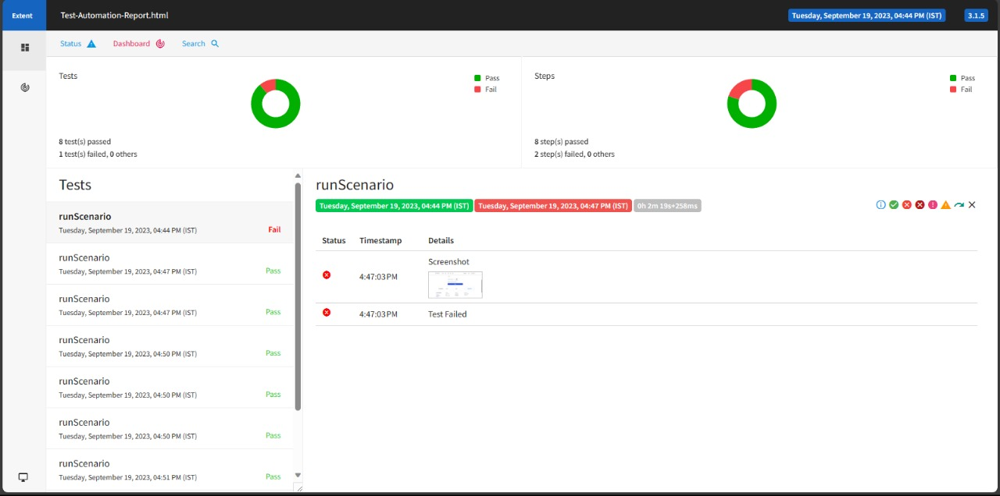 Extent
Test-Automation-Report.html
Tuesday, September 19, 2023, 04:44 PM (IST)
3.1.5
Status
Dashboard
Search
Tests
Pass
Fail
8 test(s) passed
1 test(s) failed, 0 others
Steps
Pass
Fail
8 step(s) passed
2 step(s) failed, 0 others
Tests
runScenario
Tuesday, September 19, 2023, 04:44 PM (IST)
Fail
runScenario
Tuesday, September 19, 2023, 04:47 PM (IST)
Pass
runScenario
Tuesday, September 19, 2023, 04:47 PM (IST)
Pass
runScenario
Tuesday, September 19, 2023, 04:50 PM (IST)
Pass
runScenario
Tuesday, September 19, 2023, 04:50 PM (IST)
Pass
runScenario
Tuesday, September 19, 2023, 04:50 PM (IST)
Pass
runScenario
Tuesday, September 19, 2023, 04:51 PM (IST)
Pass
runScenario
Tuesday, September 19, 2023, 04:44 PM (IST)
Tuesday, September 19, 2023, 04:47 PM (IST)
0h 2m 19s+258ms
Status Timestamp Details
Screenshot
4:47:03 PM
4:47:03 PM Test Failed